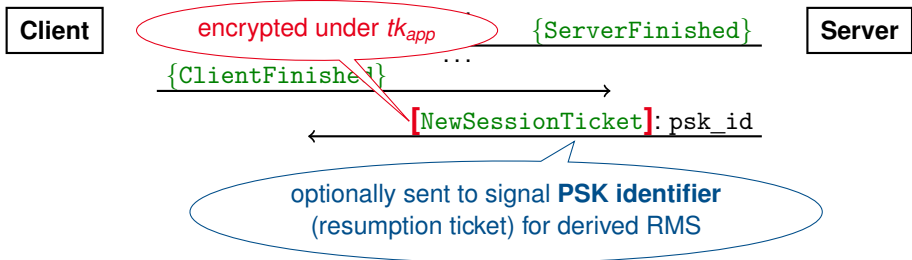 Client
encrypted under tk_app
{ServerFinished}
Server
...
{ClientFinished}
[NewSessionTicket]: psk_id
optionally sent to signal PSK identifier
(resumption ticket) for derived RMS